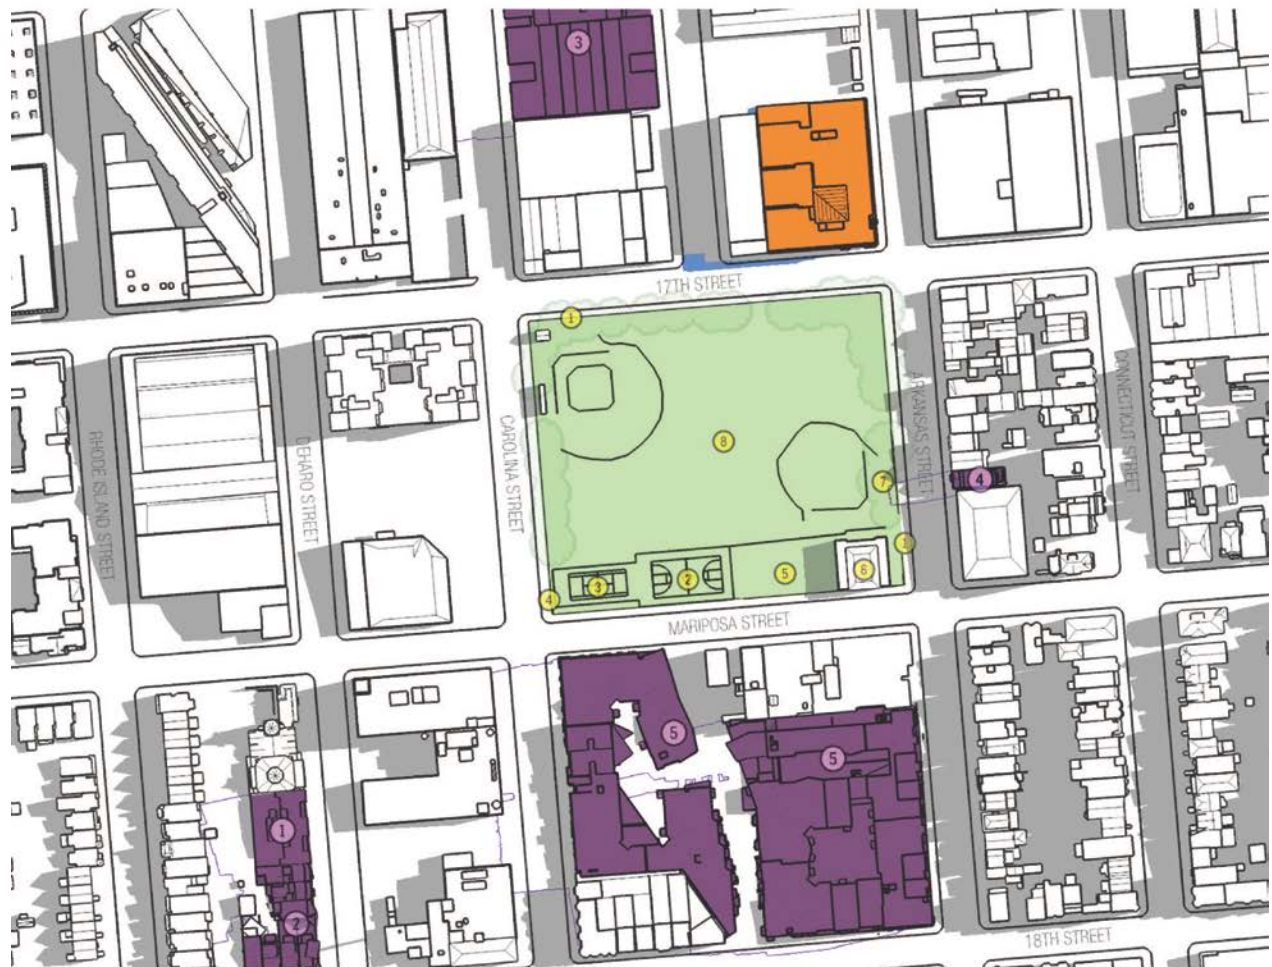 3
17TH STREET
1
ARKANSAS STREET
CONNECTICUT STREET
CAROLINA STREET
RHODE ISLAND STREET
DEHARO STREET
8
7
4
1
3
2
5
6
4
MARIPOSA STREET
5
5
1
2
18TH STREET